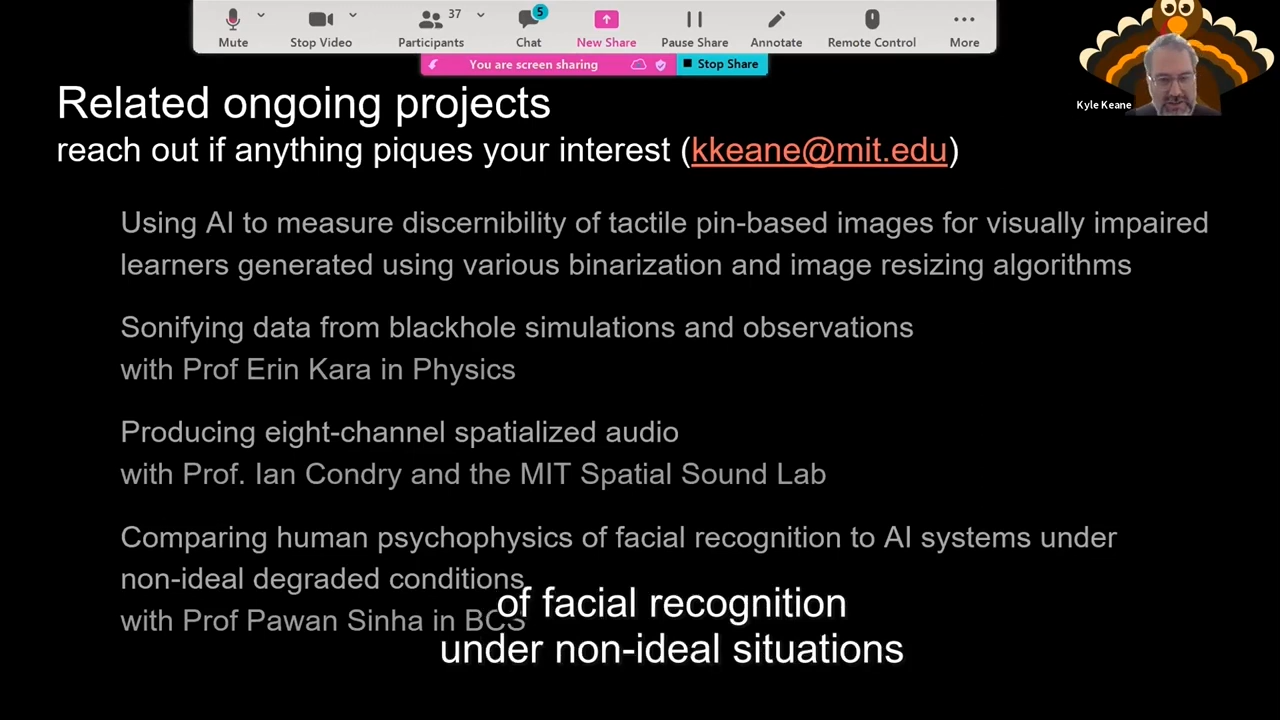 37
5
Mute
Stop Video
Participants
Chat
New Share
Pause Share
Annotate
Remote Control
More
You are screen sharing
Stop Share
Kyle Keane
Related ongoing projects
reach out if anything piques your interest (kkeane@mit.edu)
Using AI to measure discernibility of tactile pin-based images for visually impaired
learners generated using various binarization and image resizing algorithms
Sonifying data from blackhole simulations and observations
with Prof Erin Kara in Physics
Producing eight-channel spatialized audio
with Prof. Ian Condry and the MIT Spatial Sound Lab
Comparing human psychophysics of facial recognition to AI systems under
non-ideal degraded conditions
with Prof Pawan Sinha in BCS
of facial recognition
under non-ideal situations